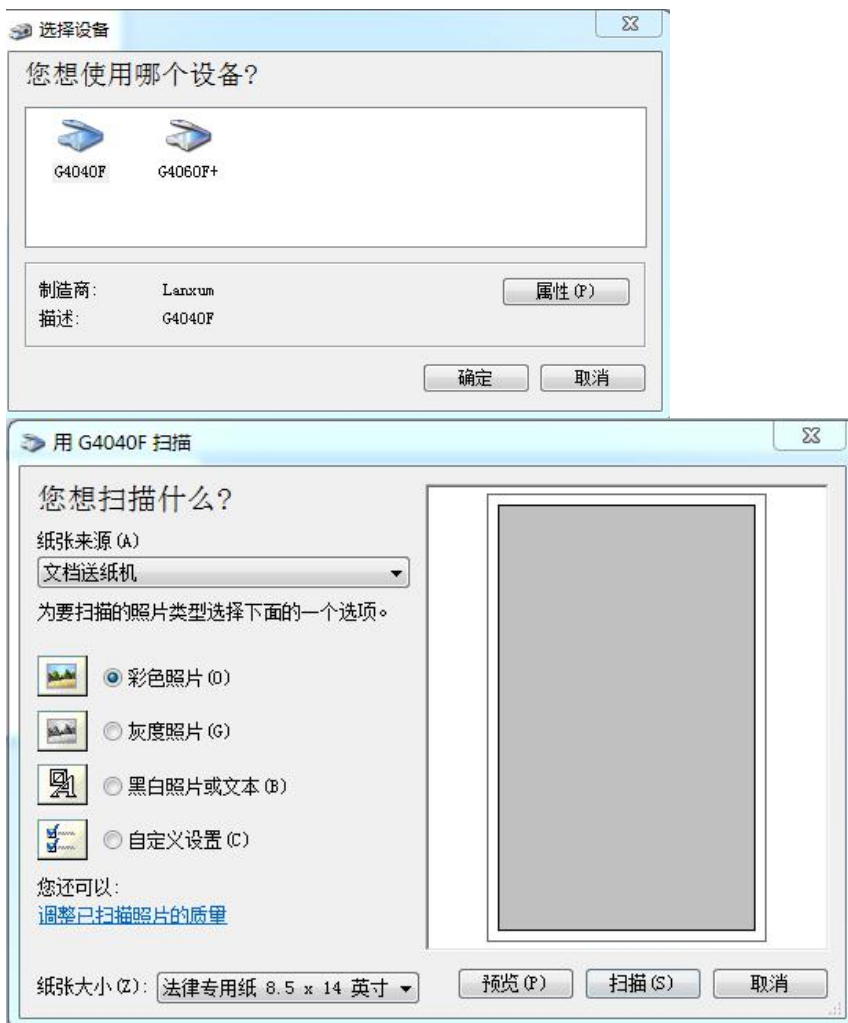 选择设备
您想使用哪个设备?
G4040F G4060F+
制造商: Lanxum 属性(P)
描述: G4040F
确定 取消
用 G4040F 扫描
您想扫描什么?
纸张来源(A)
文档送纸机
为要扫描的照片类型选择下面的一个选项。
彩色照片(O)
灰度照片(G)
黑白照片或文本(B)
自定义设置(C)
您还可以:
调整已扫描照片的质量
纸张大小(Z): 法律专用纸 8.5 x 14 英寸 预览(P) 扫描(S) 取消